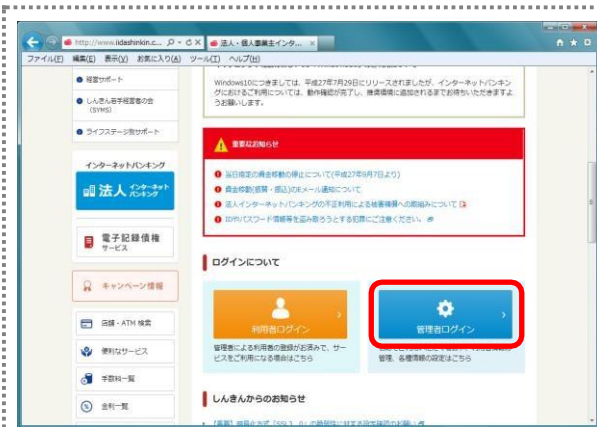 http://www.iidashinkin.c...
法人・個人事業主インタ...
ファイル(F) 編集(E) 表示(V) お気に入り(A) ツール(T) ヘルプ(H)
経営サポート
しんきん若手経営者の会
(SYMS)
ライフステージ別サポート
インターネットバンキング
法人 インターネットバンキング
電子記録債権
サービス
キャンペーン情報
店舗・ATM 検索
便利なサービス
手数料一覧
金利一覧
Windows10につきましては、平成27年7月29日にリリースされましたが、インターネットバンキン
グにおけるご利用については、動作確認が完了し、推奨環境に追加されるまでお待ちいただきますよ
うお願いします。
重要なお知らせ
当日指定の資金移動の停止について(平成27年9月7日より)
資金移動(振替・振込)のEメール通知について
法人インターネットバンキングの不正利用による被害補償への取組みについて
IDやパスワード情報等を盗み取ろうとする犯罪にご注意ください。
ログインについて
利用者ログイン
管理者ログイン
管理者による利用者の登録がお済みで、サー
ビスをご利用になる場合はこちら
管理、各種情報の設定はこちら
しんきんからのお知らせ